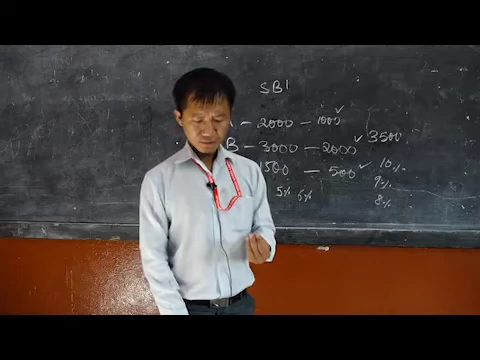 SBI
- 2000 - 1000 ✓
B - 3000 - 2000 ✓ 3500
1500 - 500 ✓ 10%
5% 6% 9%
8%